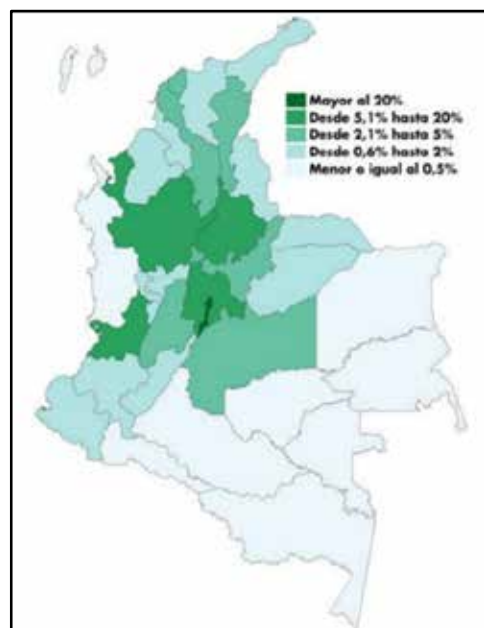 Mayor al 20%
Desde 5,1% hasta 20%
Desde 2,1% hasta 5%
Desde 0,6% hasta 2%
Menor o igual al 0,5%